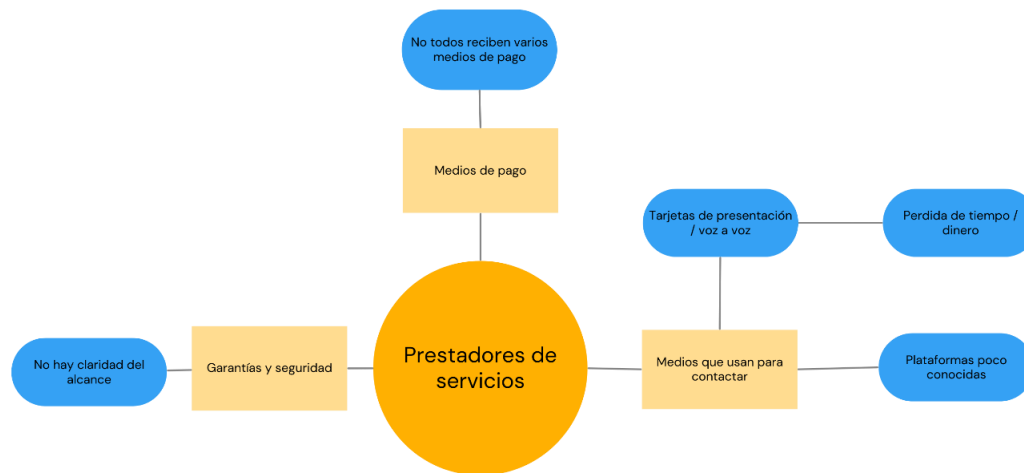 No todos reciben varios
medios de pago
Medios de pago
Tarjetas de presentación
/ voz a voz
Perdida de tiempo /
dinero
Prestadores de
servicios
Garantías y seguridad
No hay claridad del
alcance
Medios que usan para
contactar
Plataformas poco
conocidas